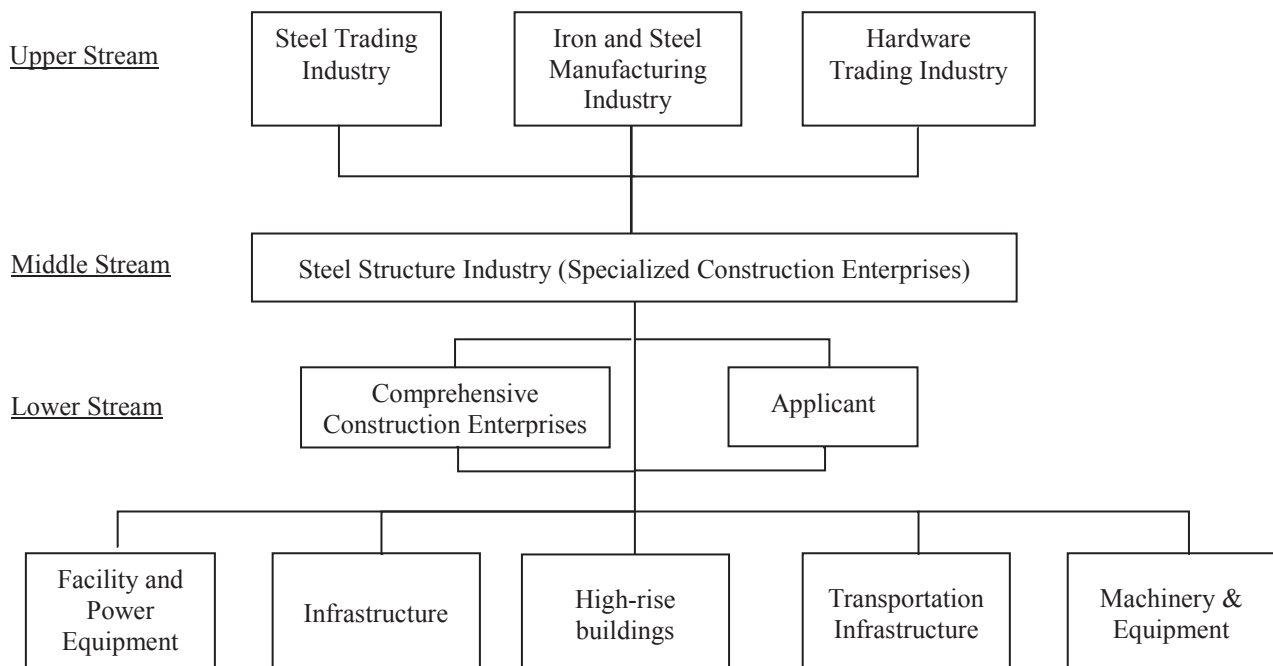 Upper Stream
Steel Trading
Industry
Iron and Steel
Manufacturing
Industry
Hardware
Trading Industry
Middle Stream
Steel Structure Industry (Specialized Construction Enterprises)
Lower Stream
Comprehensive
Construction Enterprises
Applicant
Facility and
Power
Equipment
Infrastructure
High-rise
buildings
Transportation
Infrastructure
Machinery &
Equipment